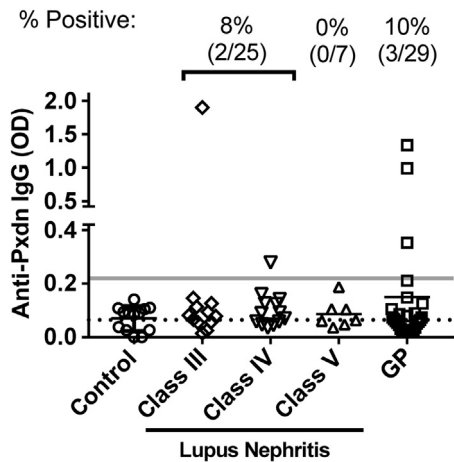 % Positive:
8% 0% 10%
(2/25) (0/7) (3/29)
Anti-Pxdn IgG (OD)
2.0
1.5
1.0
0.5
0.4
0.2
0.0
Control Class III Class IV Class V GP
Lupus Nephritis